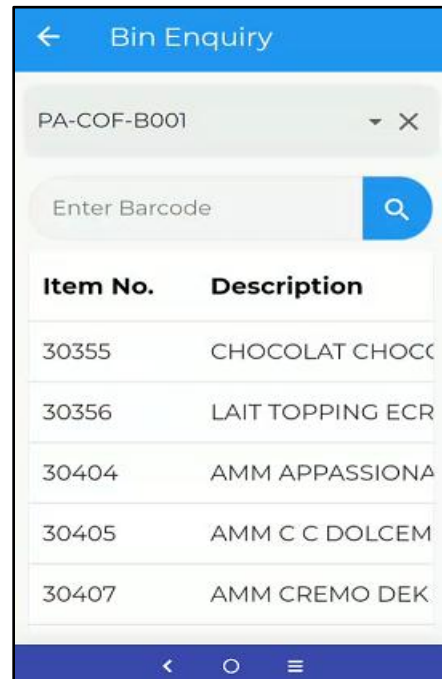 Bin Enquiry
PA-COF-B001
Enter Barcode
Item No. Description
30355 CHOCOLAT CHOCO
30356 LAIT TOPPING ECR
30404 AMM APPASSIONA
30405 AMM C C DOLCEM
30407 AMM CREMO DEK